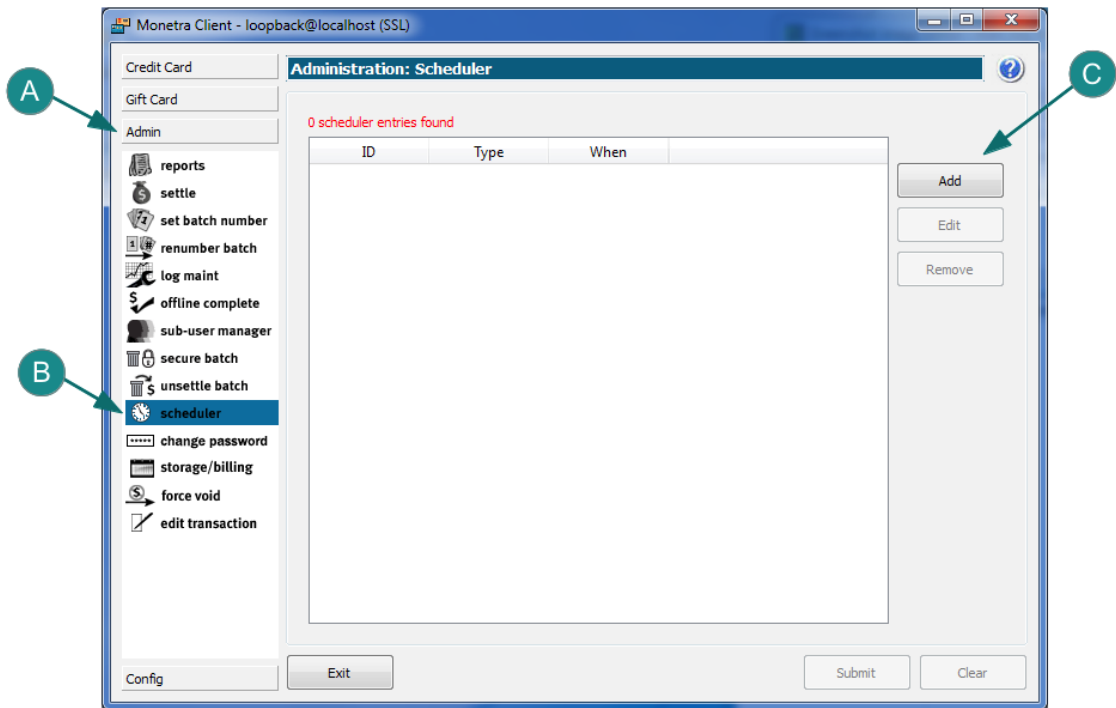 Monetra Client - loopback@localhost (SSL)
Credit Card
Administration: Scheduler
?
A
C
Gift Card
Admin
0 scheduler entries found
ID Type When
reports
settle
set batch number
renumber batch
log maint
offline complete
sub-user manager
secure batch
unsettle batch
B
scheduler
change password
storage/billing
force void
edit transaction
Add
Edit
Remove
Config
Exit
Submit
Clear